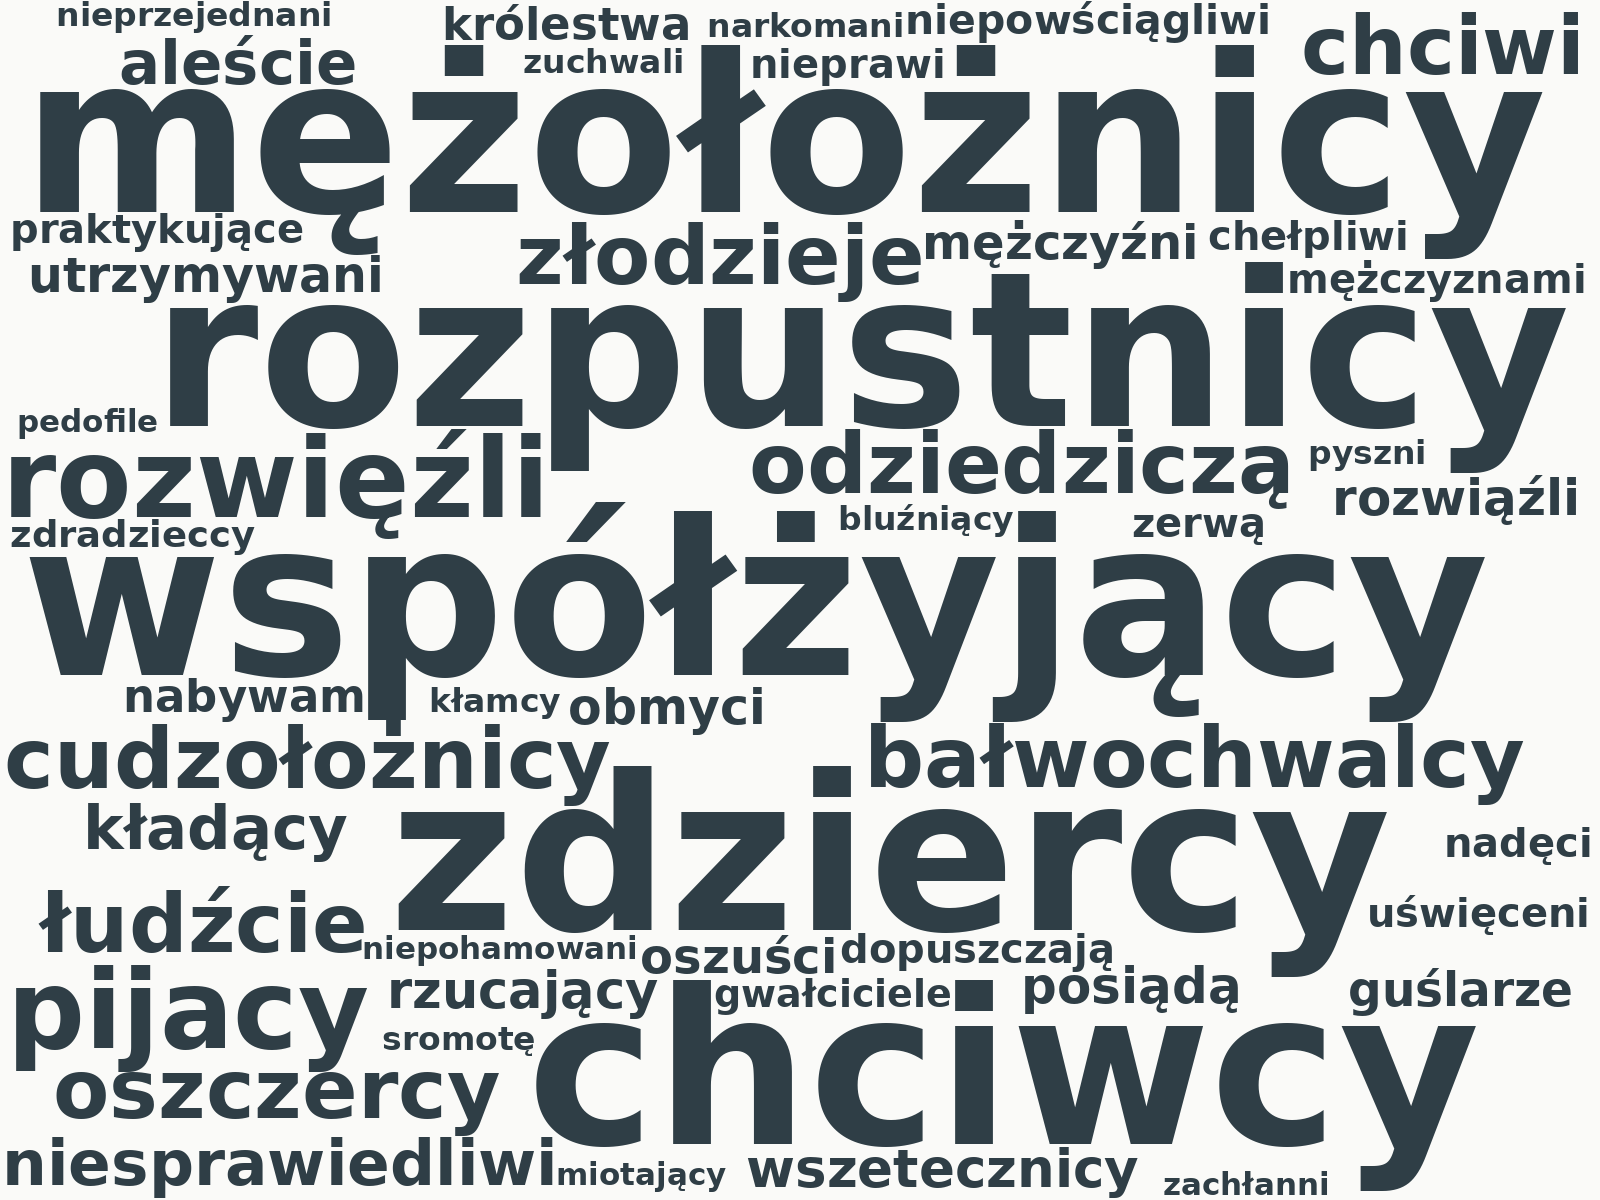 nieprzejednani
królestwa
narkomani
niepowściągliwi
chciwi
aleście
zuchwali
nieprawi
mężołożnicy
praktykujące
złodzieje
mężczyźni
chełpliwi
utrzymywani
mężczyznami
rozpustnicy
pedofile
rozwięźli
odziedziczą
pyszni
rozwiąźli
zdradzieccy
bluźniący
zerwą
współżyjący
nabywam
kłamcy
obmyci
cudzołożnicy
bałwochwalcy
kładący
zdziercy
nadęci
łudźcie
uświęceni
niepohamowani
oszuści
dopuszczają
pijacy
rzucający
gwałciciele
posiądą
guślarze
sromotę
chciwcy
oszczercy
niesprawiedliwi
miotający
wszetecznicy
zachłanni